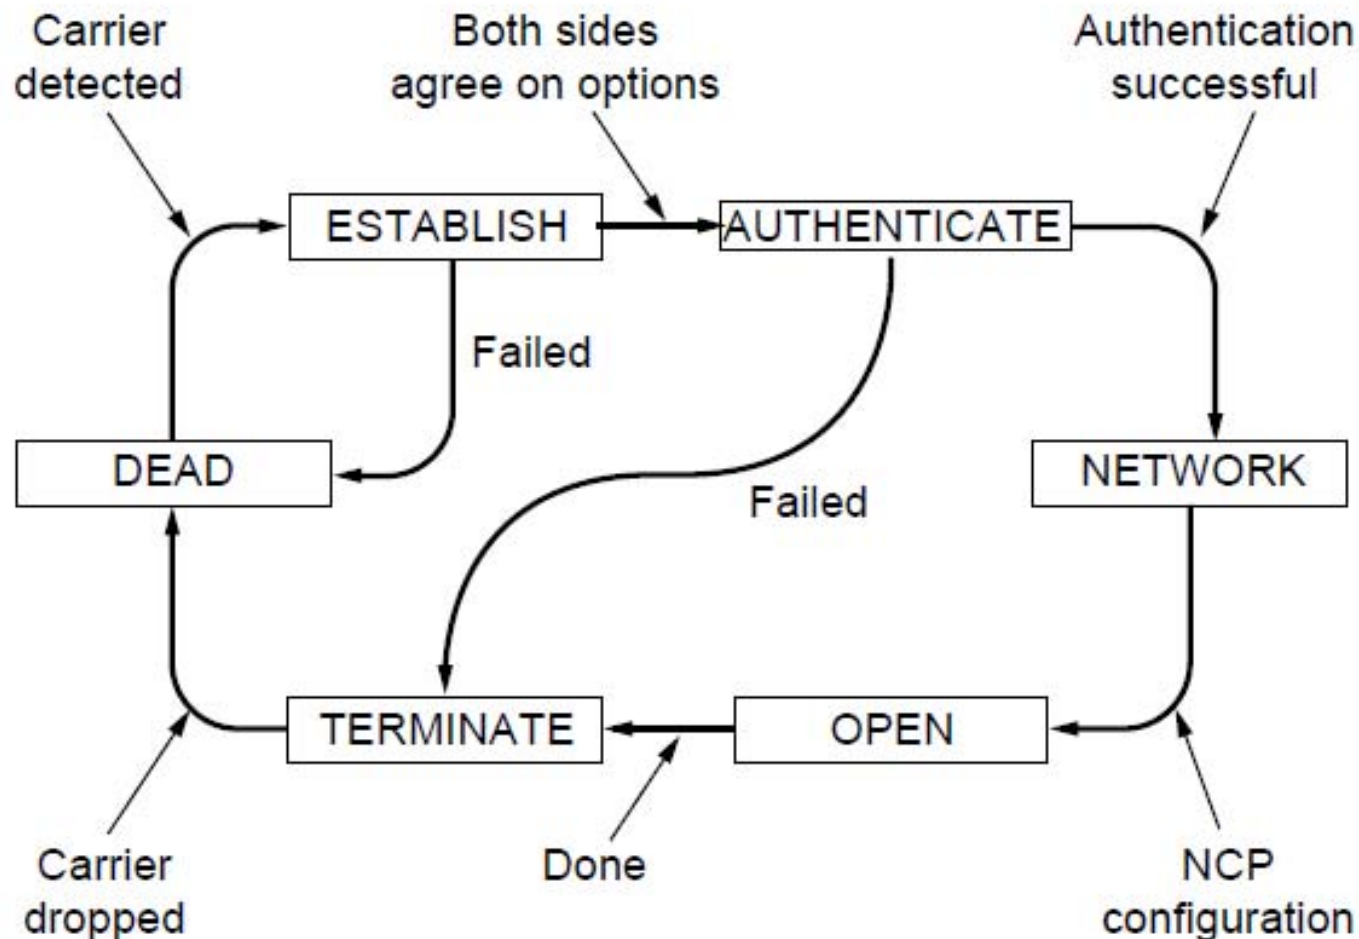 Carrier
detected
Both sides
agree on options
Authentication
successful
ESTABLISH
AUTHENTICATE
Failed
DEAD
NETWORK
Failed
TERMINATE
OPEN
Carrier
dropped
Done
NCP
configuration